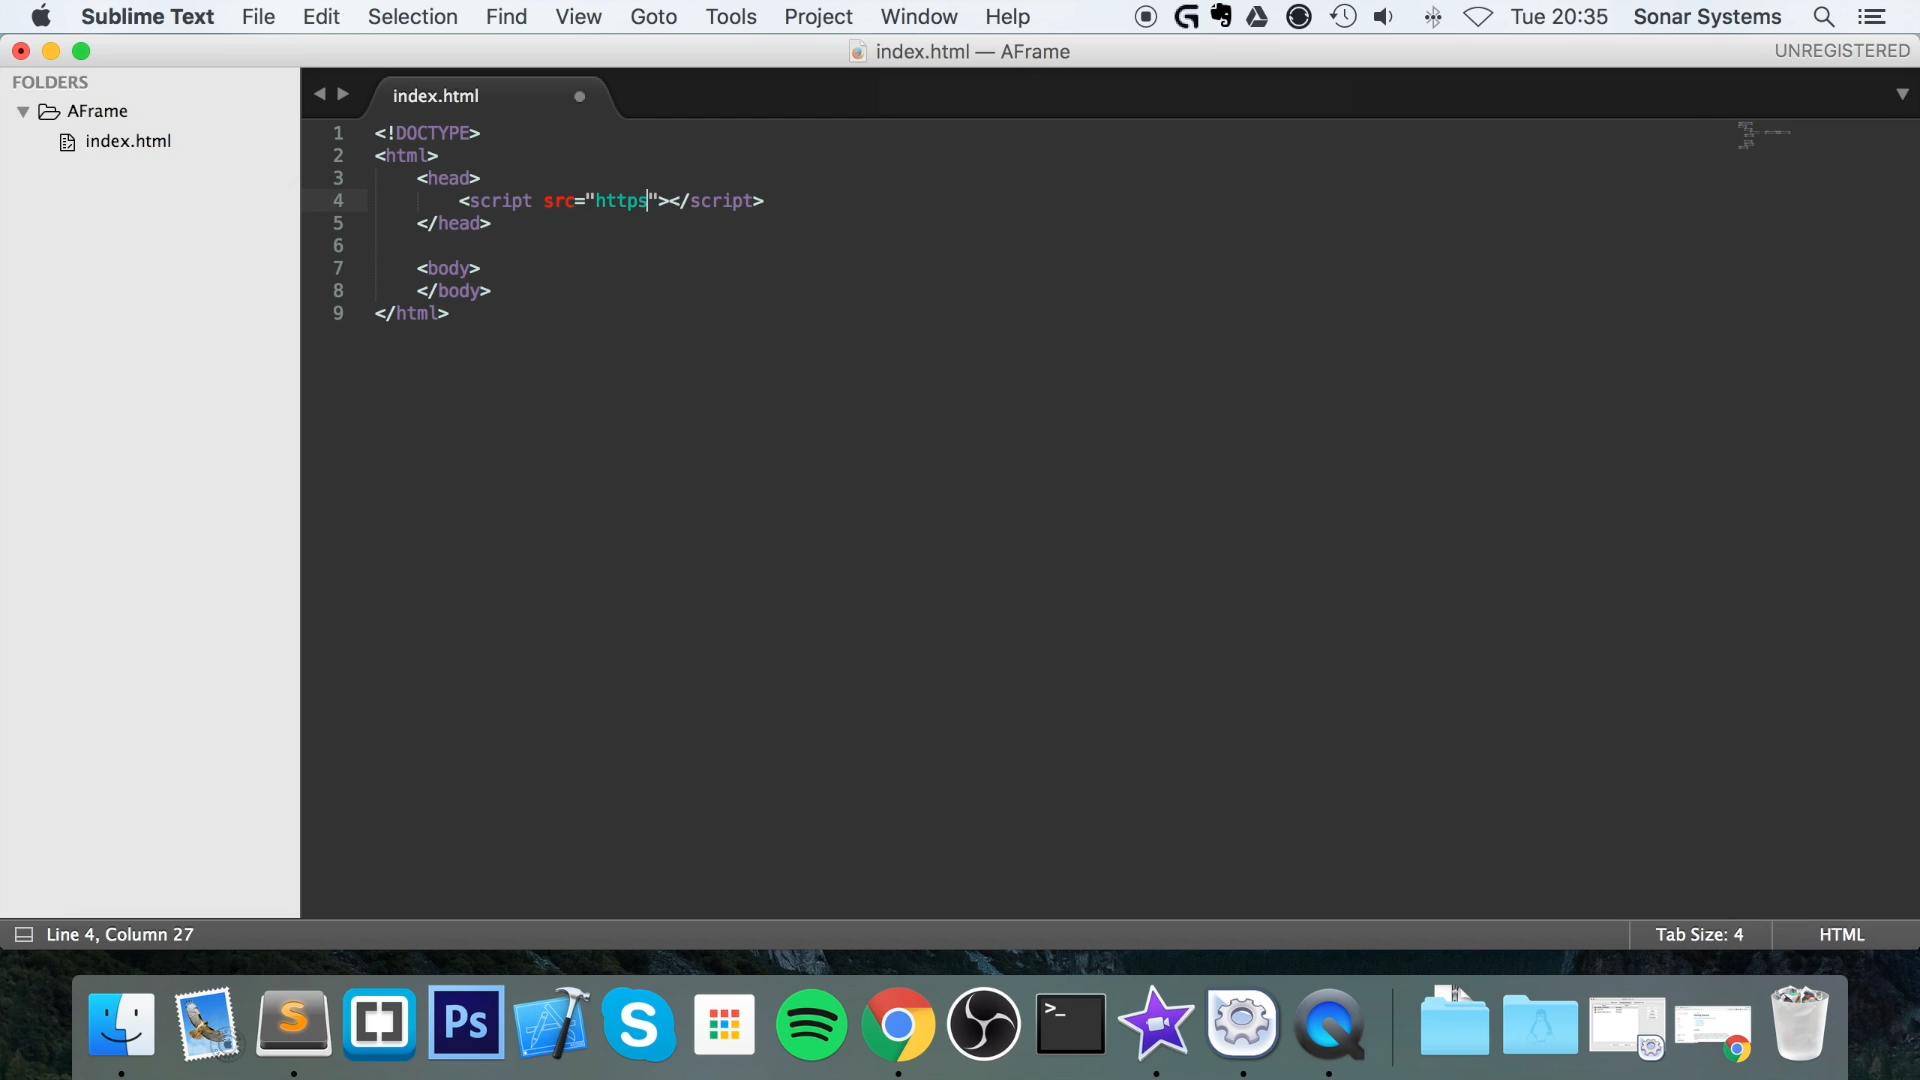 Sublime Text File Edit Selection Find View Goto Tools Project Window Help Tue 20:35 Sonar Systems
index.html — AFrame UNREGISTERED
FOLDERS
AFrame
index.html
index.html
1 <!DOCTYPE>
2 <html>
3 <head>
4 <script src="https"></script>
5 </head>
6
7 <body>
8 </body>
9 </html>
Line 4, Column 27 Tab Size: 4 HTML
S Ps S >_